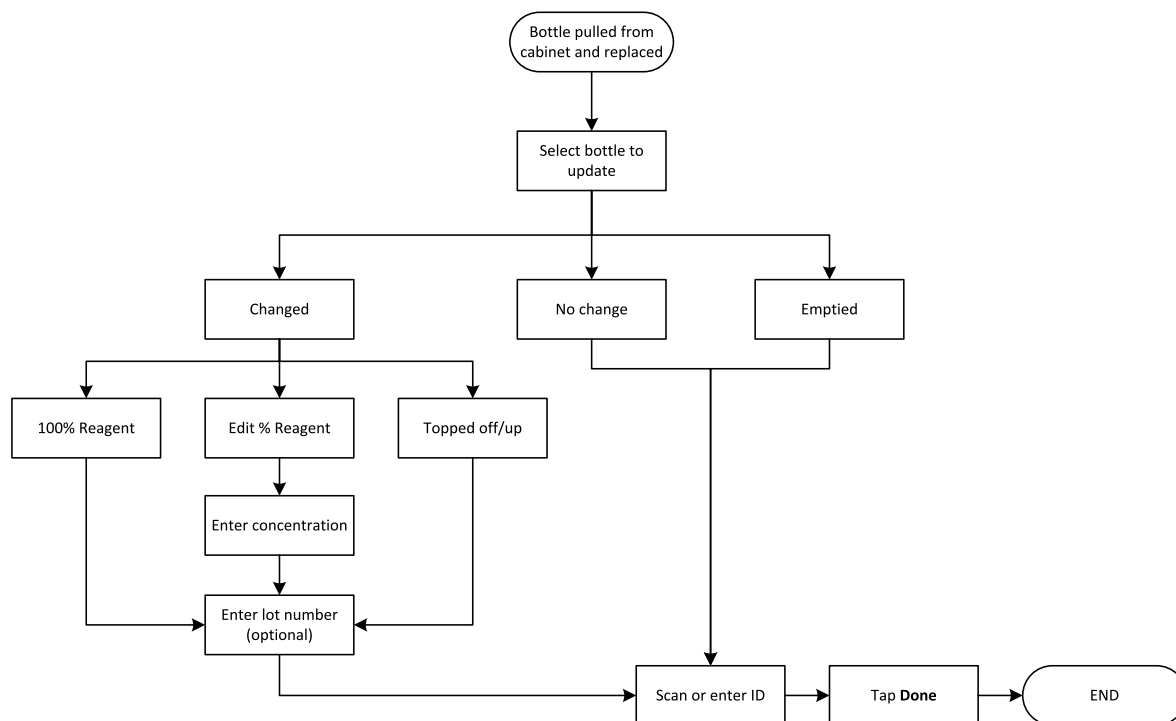 Bottle pulled from
cabinet and replaced
Select bottle to
update
Changed
No change
Emptied
100% Reagent
Edit % Reagent
Topped off/up
Enter concentration
Enter lot number
(optional)
Scan or enter ID
Tap Done
END